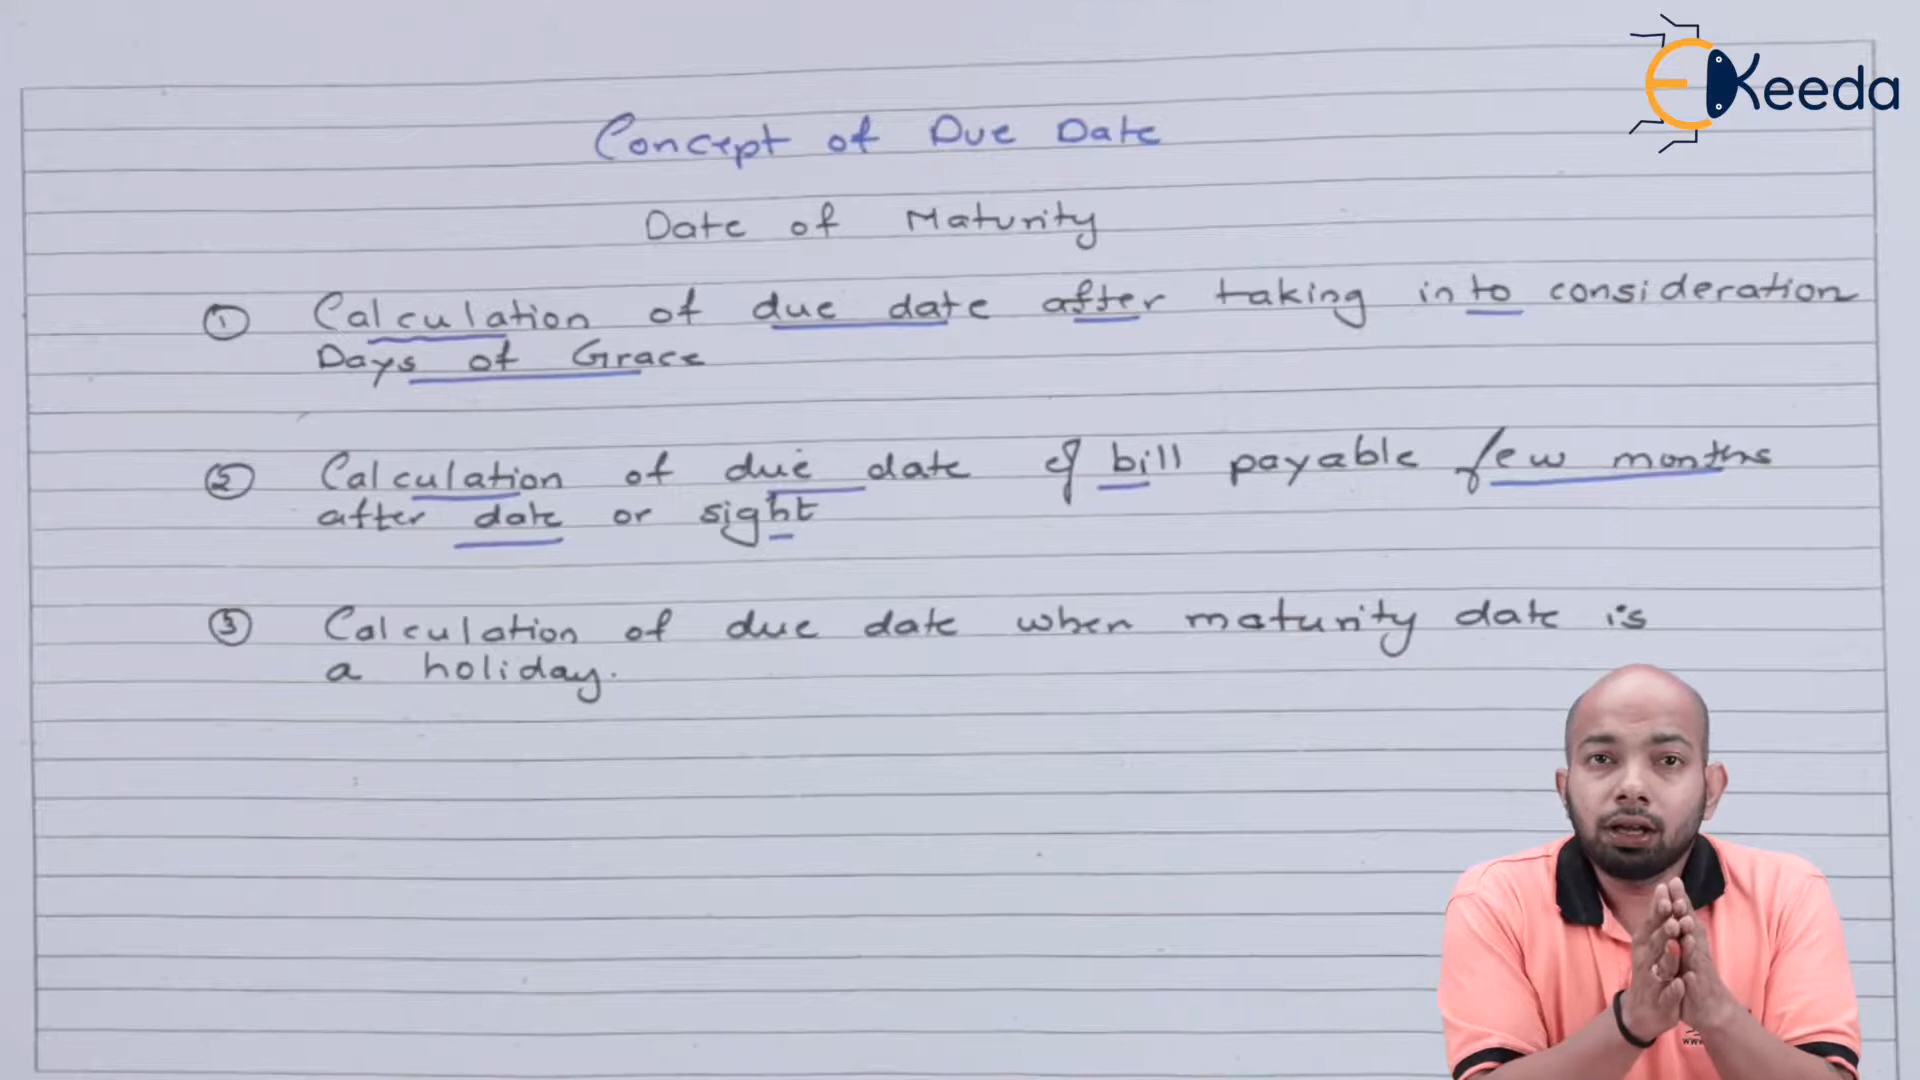 EKeeda
Concept of Due Date
Date of Maturity
① Calculation of due date after taking into consideration
Days of Grace
② Calculation of due date of bill payable few months
after date or sight
③ Calculation of due date when maturity date is
a holiday.